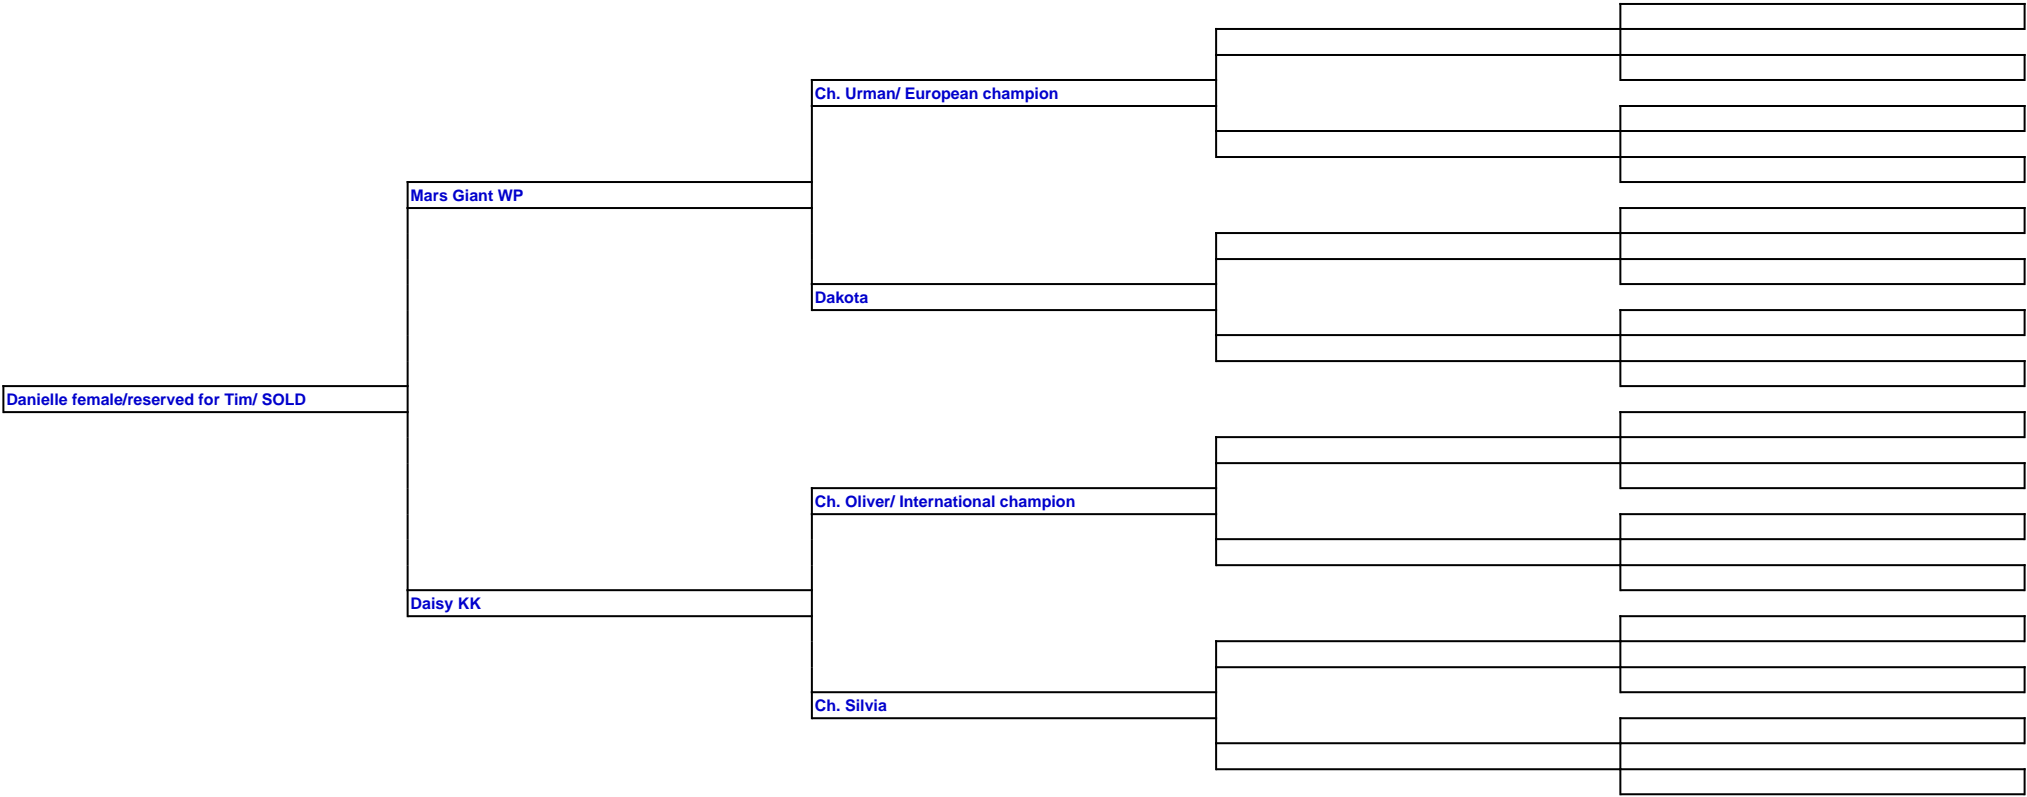 Ch. Urman/ European champion
Mars Giant WP
Dakota
Danielle female/reserved for Tim/ SOLD
Ch. Oliver/ International champion
Daisy KK
Ch. Silvia